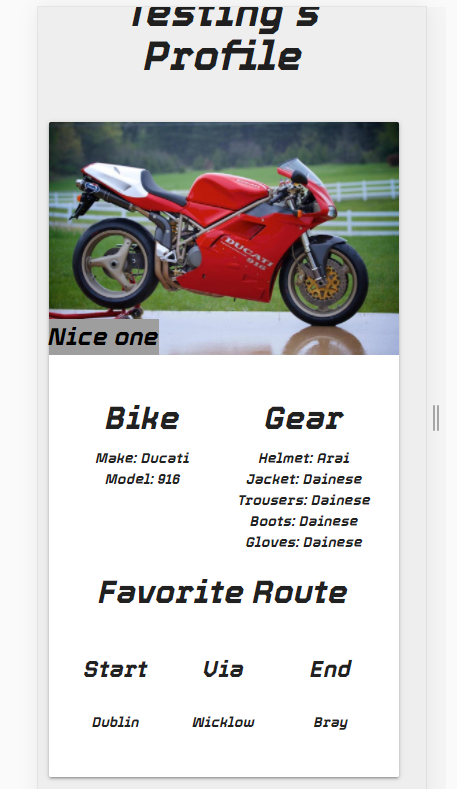 Testing's
Profile
DUCATI
916
Nice one
Bike
Gear
Make: Ducati
Model: 916
Helmet: Arai
Jacket: Dainese
Trousers: Dainese
Boots: Dainese
Gloves: Dainese
Favorite Route
Start Via End
Dublin Wicklow Bray